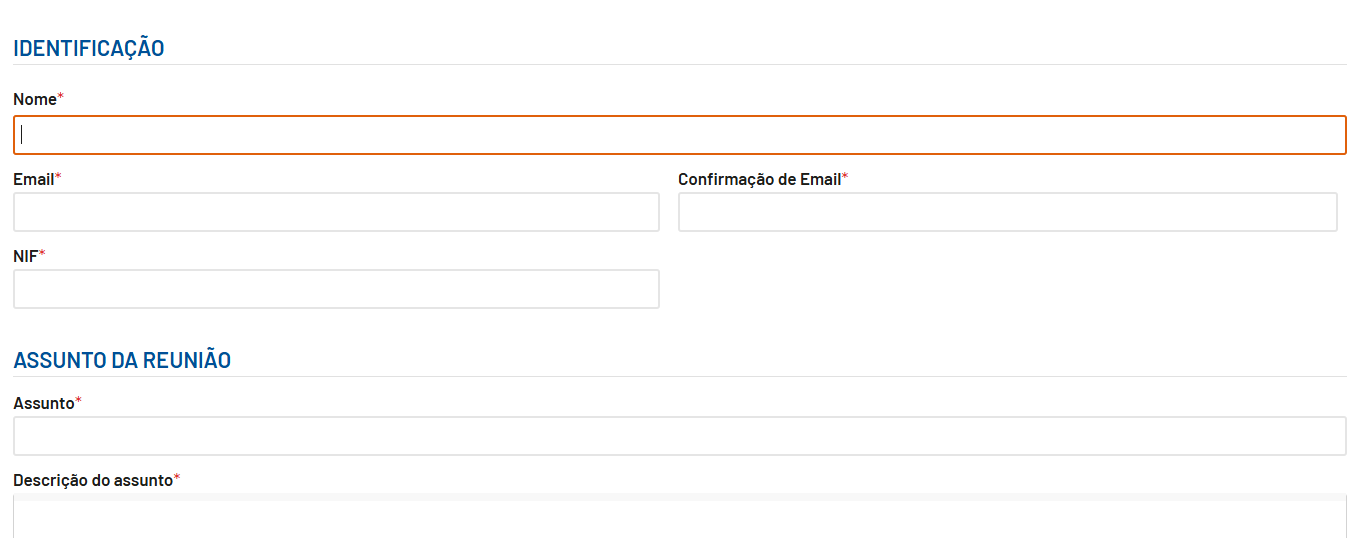 IDENTIFICAÇÃO
Nome*
Email* Confirmação de Email*
NIF*
ASSUNTO DA REUNIÃO
Assunto*
Descrição do assunto*